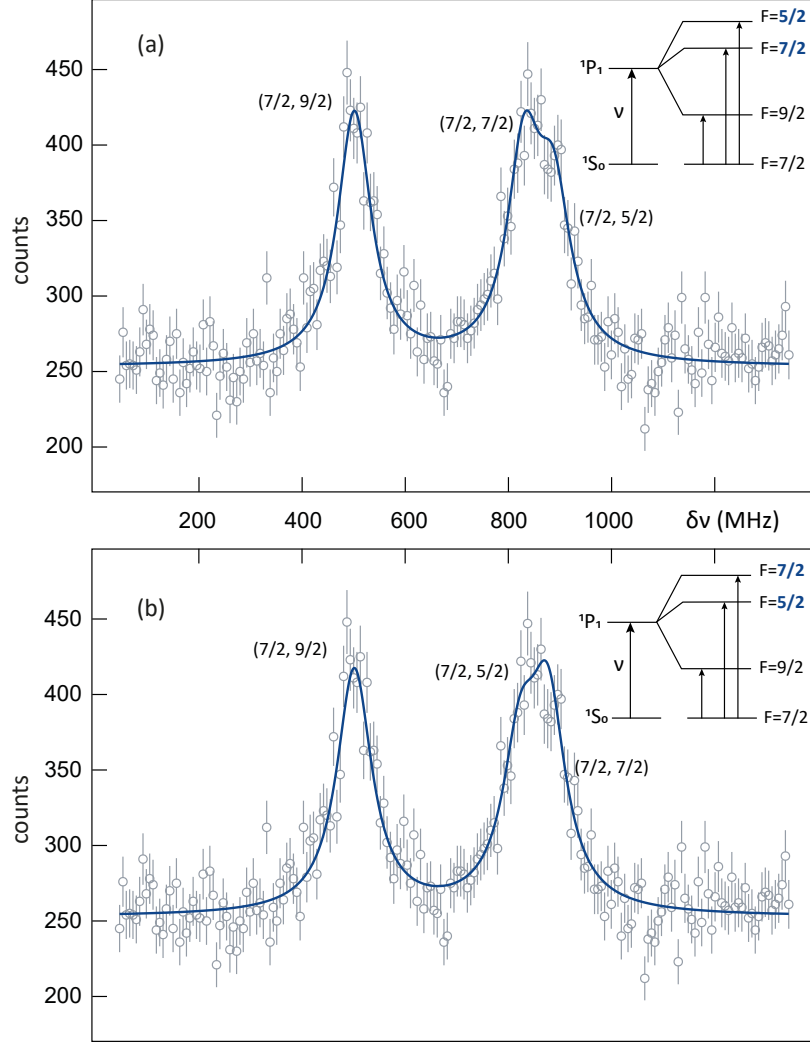 (a)
counts
450
400
350
300
250
200
(7/2, 9/2)
(7/2, 7/2)
(7/2, 5/2)
¹P₁
ν
¹S₀
F=5/2
F=7/2
F=9/2
F=7/2
200 400 600 800 1000 δν (MHz)
(b)
counts
450
400
350
300
250
200
(7/2, 9/2)
(7/2, 5/2)
(7/2, 7/2)
¹P₁
ν
¹S₀
F=7/2
F=5/2
F=9/2
F=7/2